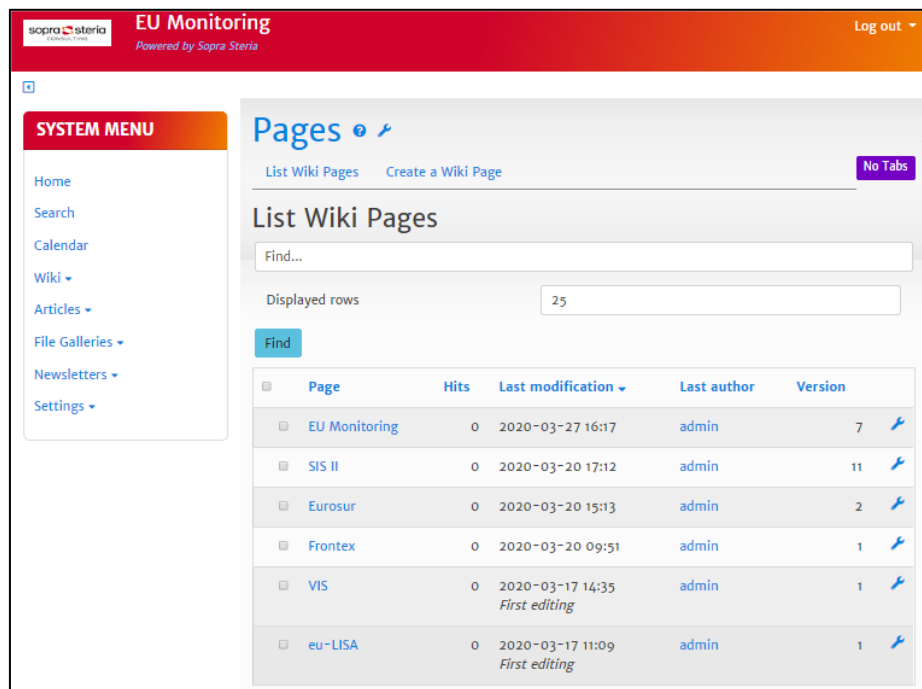 sopra steria
CONSULTING
EU Monitoring
Powered by Sopra Steria
Log out
SYSTEM MENU
Home
Search
Calendar
Wiki
Articles
File Galleries
Newsletters
Settings
Pages
List Wiki Pages Create a Wiki Page
No Tabs
List Wiki Pages
Find...
Displayed rows 25
Find
Page Hits Last modification Last author Version
EU Monitoring 0 2020-03-27 16:17 admin 7
SIS II 0 2020-03-20 17:12 admin 11
Eurosur 0 2020-03-20 15:13 admin 2
Frontex 0 2020-03-20 09:51 admin 1
VIS 0 2020-03-17 14:35 admin 1
First editing
eu-LISA 0 2020-03-17 11:09 admin 1
First editing